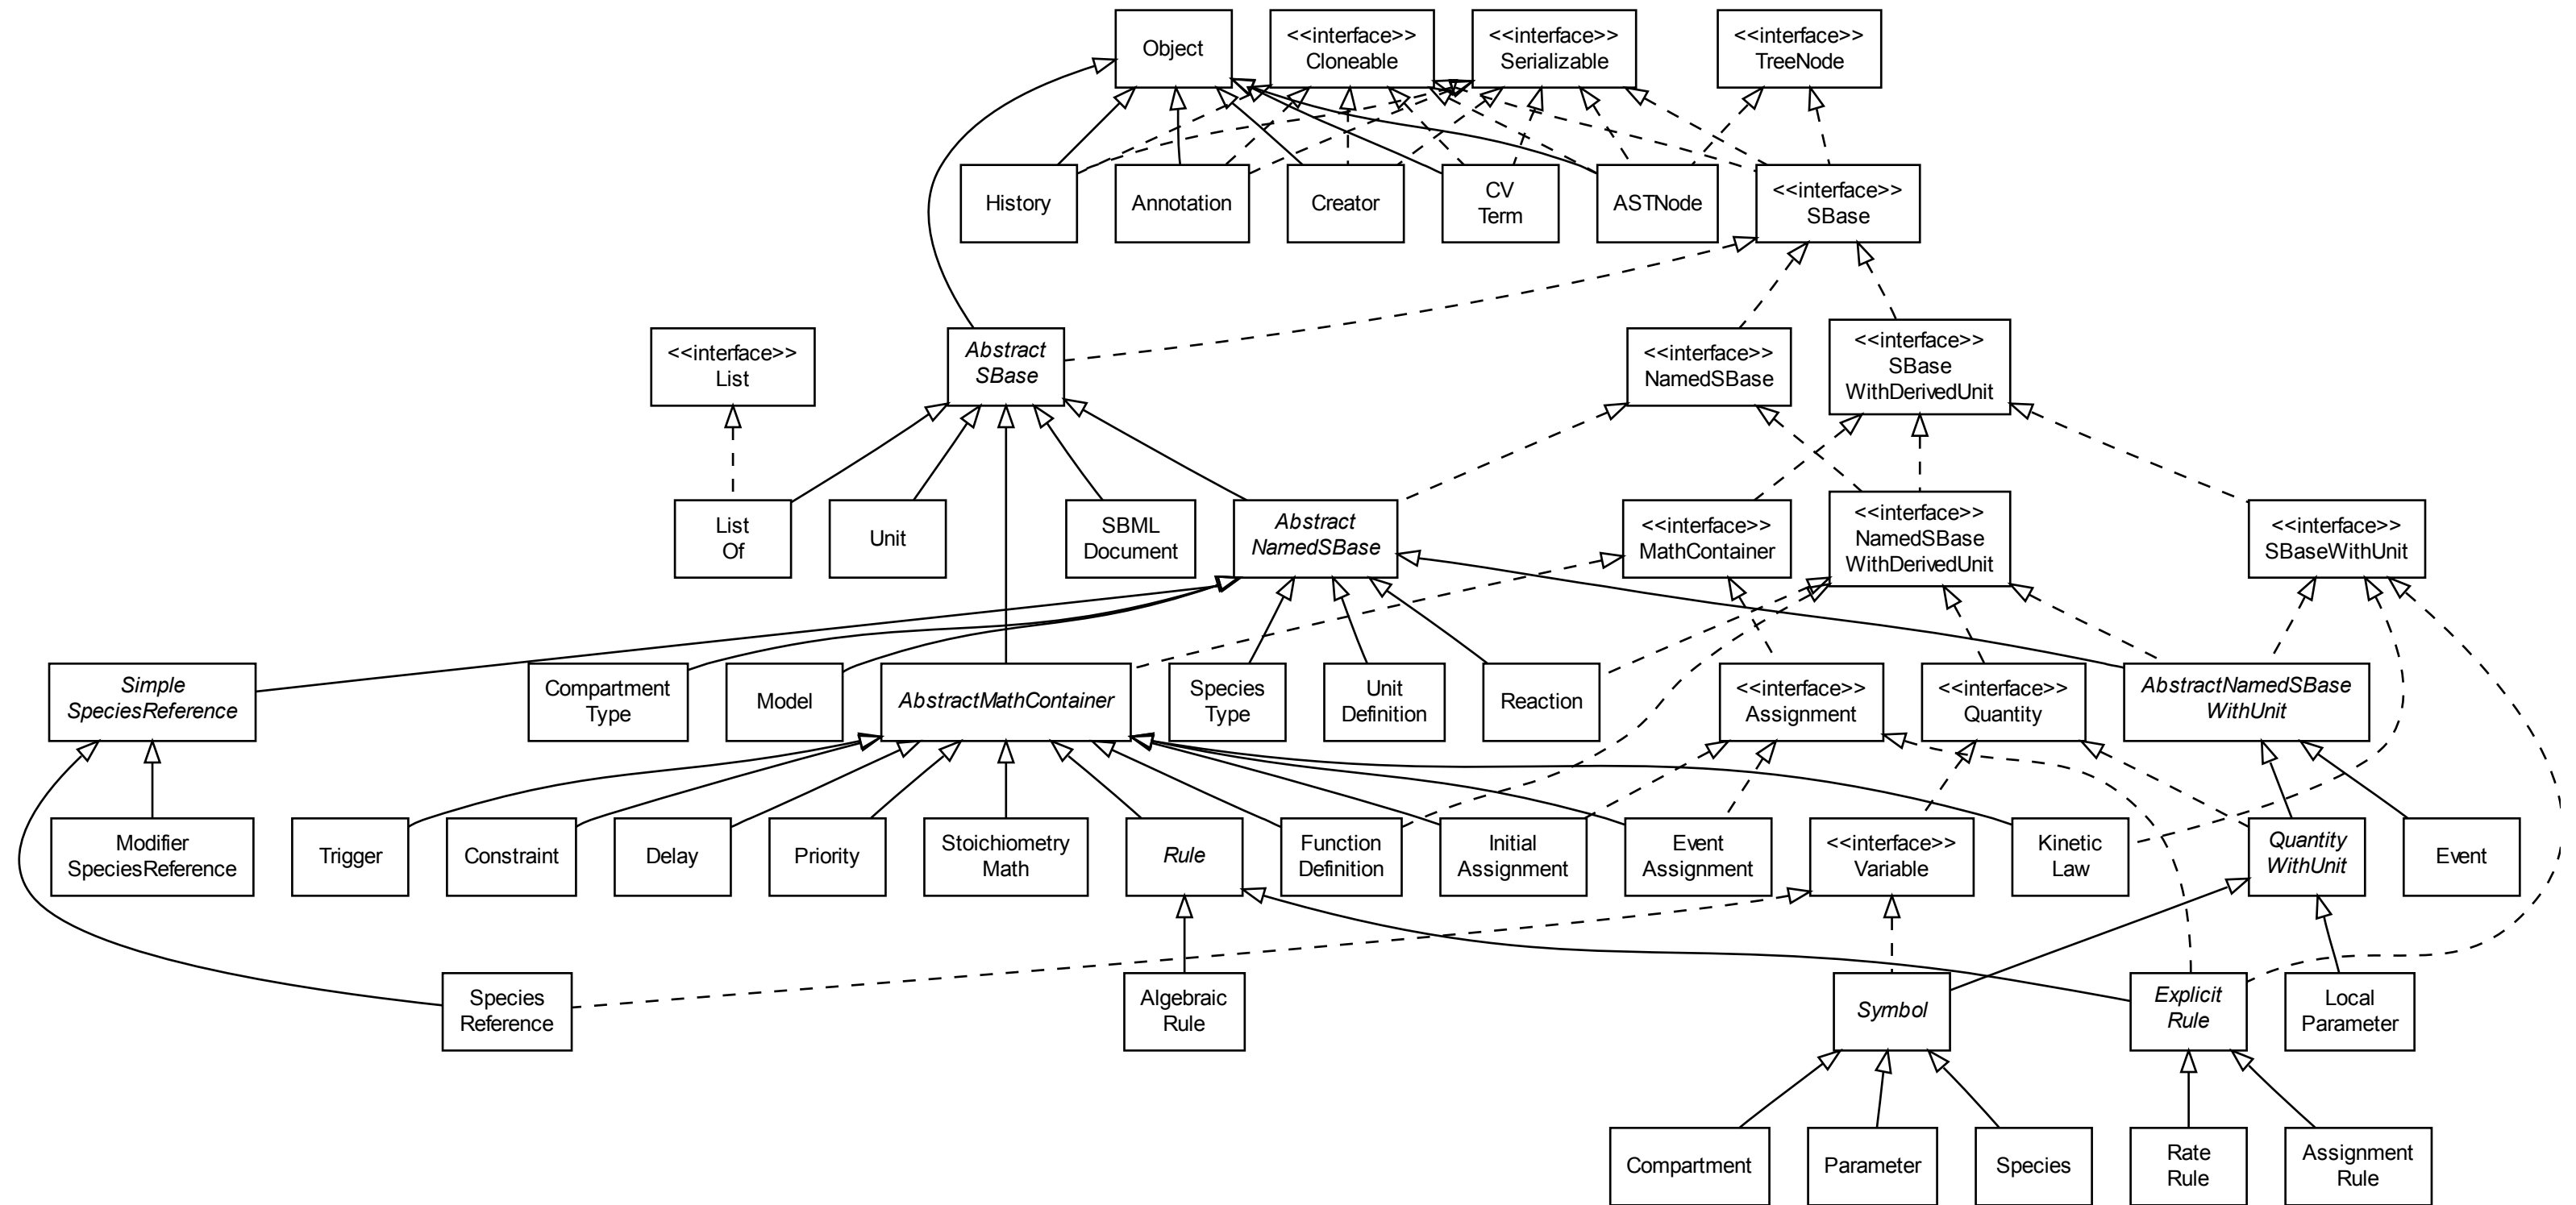 Object
<<interface>>
Cloneable
<<interface>>
Serializable
<<interface>>
TreeNode
History
Annotation
Creator
CV
Term
ASTNode
<<interface>>
SBase
<<interface>>
List
Abstract
SBase
<<interface>>
NamedSBase
<<interface>>
SBase
WithDerivedUnit
List
Of
Unit
SBML
Document
Abstract
NamedSBase
<<interface>>
MathContainer
<<interface>>
NamedSBase
WithDerivedUnit
<<interface>>
SBaseWithUnit
Simple
SpeciesReference
Compartment
Type
Model
AbstractMathContainer
Species
Type
Unit
Definition
Reaction
<<interface>>
Assignment
<<interface>>
Quantity
AbstractNamedSBase
WithUnit
Modifier
SpeciesReference
Trigger
Constraint
Delay
Priority
Stoichiometry
Math
Rule
Function
Definition
Initial
Assignment
Event
Assignment
<<interface>>
Variable
Kinetic
Law
Quantity
WithUnit
Event
Species
Reference
Algebraic
Rule
Symbol
Explicit
Rule
Local
Parameter
Compartment
Parameter
Species
Rate
Rule
Assignment
Rule